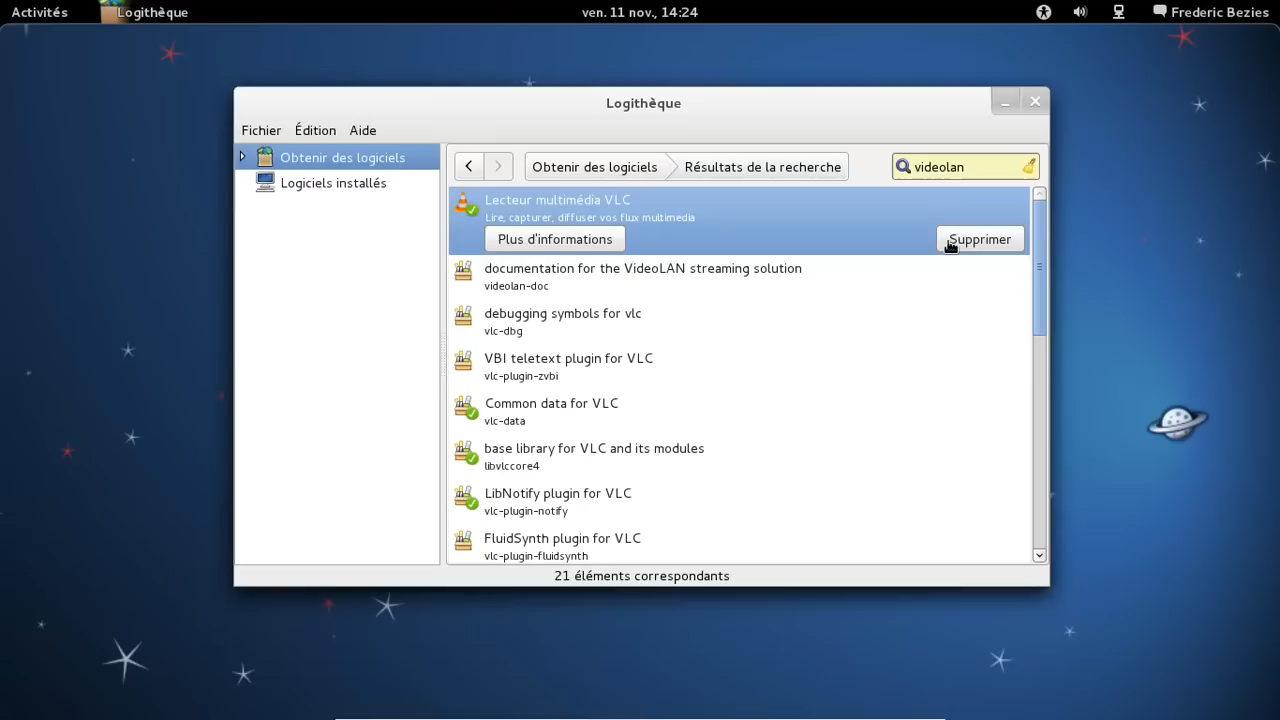 Activités Logithèque ven. 11 nov., 14:24 Frederic Bezies
Logithèque
Fichier Édition Aide
Obtenir des logiciels
Logiciels installés
Obtenir des logiciels Résultats de la recherche videolan
Lecteur multimédia VLC
Lire, capturer, diffuser vos flux multimedia
Plus d'informations Supprimer
documentation for the VideoLAN streaming solution
videolan-doc
debugging symbols for vlc
vlc-dbg
VBI teletext plugin for VLC
vlc-plugin-zvbi
Common data for VLC
vlc-data
base library for VLC and its modules
libvlccore4
LibNotify plugin for VLC
vlc-plugin-notify
FluidSynth plugin for VLC
vlc-plugin-fluidsynth
21 éléments correspondants